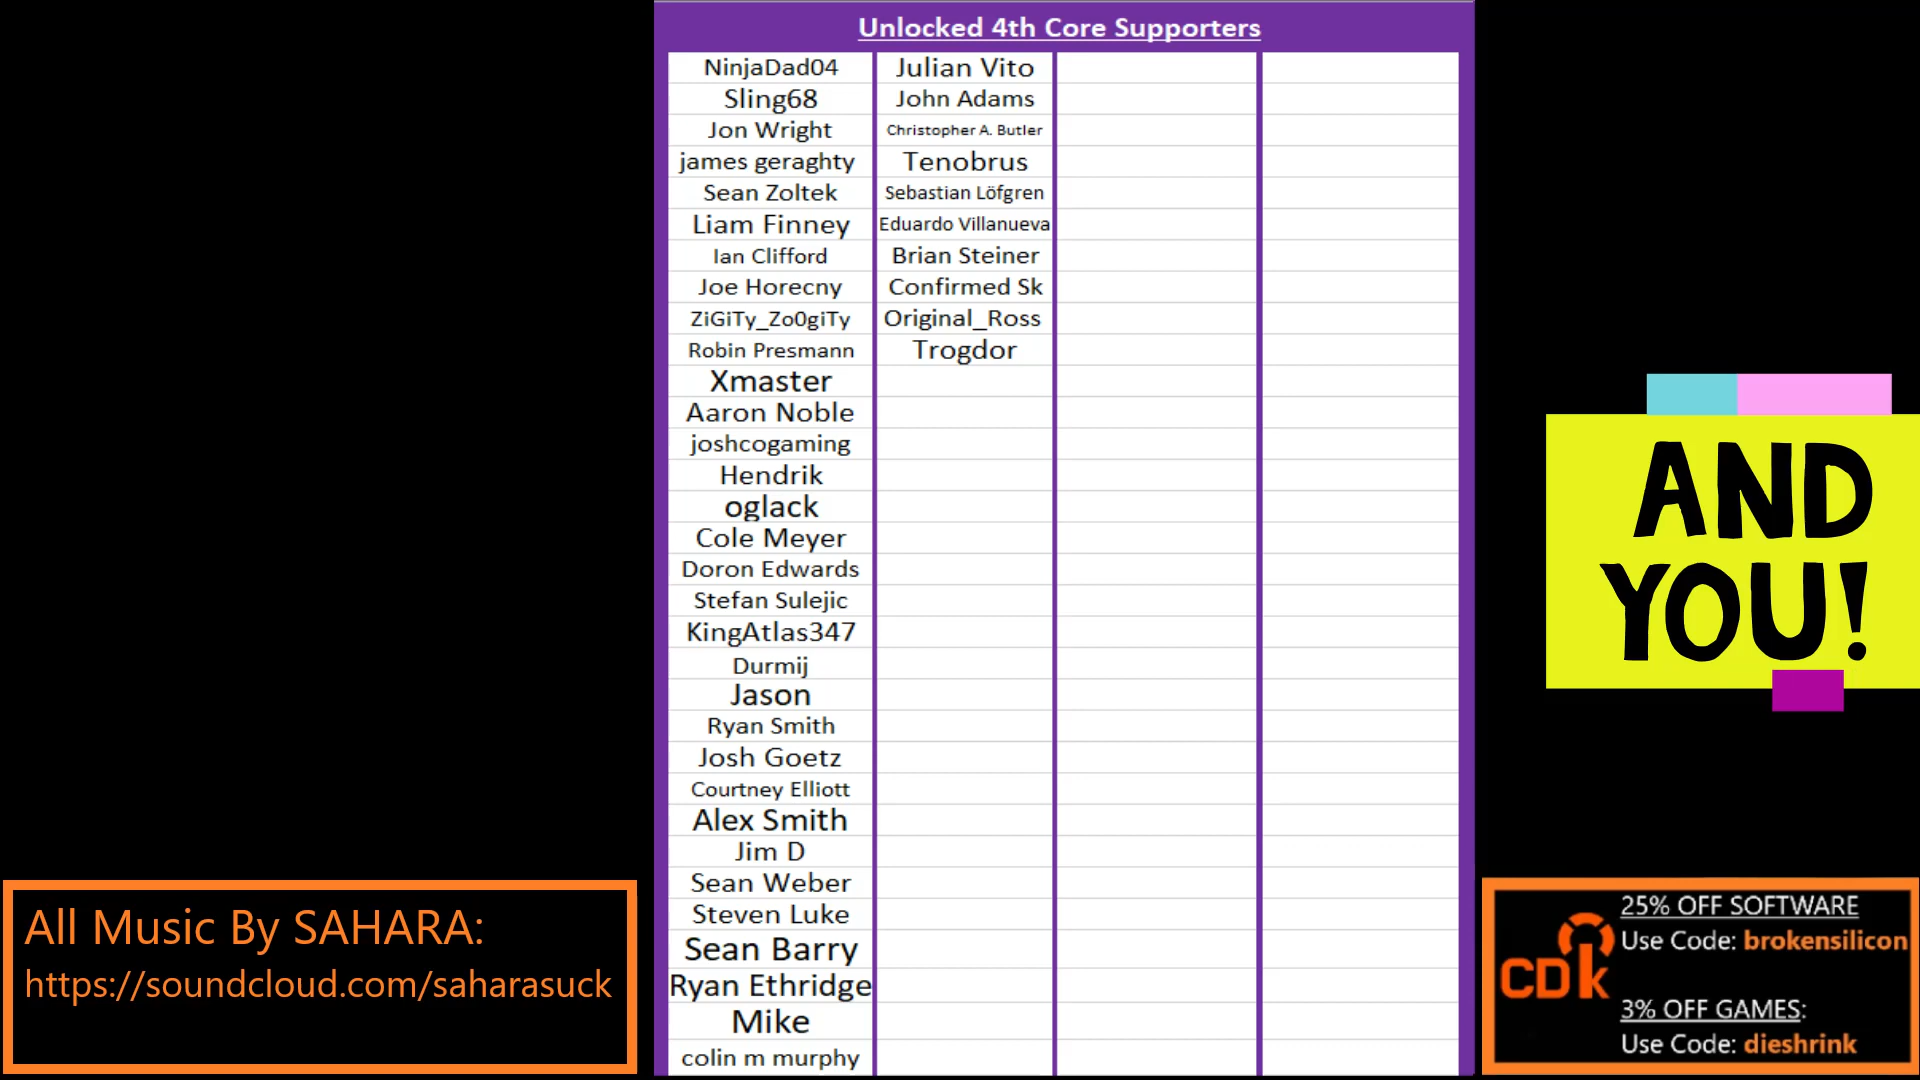 Unlocked 4th Core Supporters
NinjaDad04
Sling68
Jon Wright
james geraghty
Sean Zoltek
Liam Finney
Ian Clifford
Joe Horecny
ZiGiTy_Zo0giTy
Robin Presmann
Xmaster
Aaron Noble
joshcogaming
Hendrik
oglack
Cole Meyer
Doron Edwards
Stefan Sulejic
KingAtlas347
Durmij
Jason
Ryan Smith
Josh Goetz
Courtney Elliott
Alex Smith
Jim D
Sean Weber
Steven Luke
Sean Barry
Ryan Ethridge
Mike
colin m murphy
Julian Vito
John Adams
Christopher A. Butler
Tenobrus
Sebastian Löfgren
Eduardo Villanueva
Brian Steiner
Confirmed Sk
Original_Ross
Trogdor
AND
YOU!
All Music By SAHARA:
https://soundcloud.com/saharasuck
CDk
25% OFF SOFTWARE
Use Code: brokensilicon
3% OFF GAMES:
Use Code: dieshrink